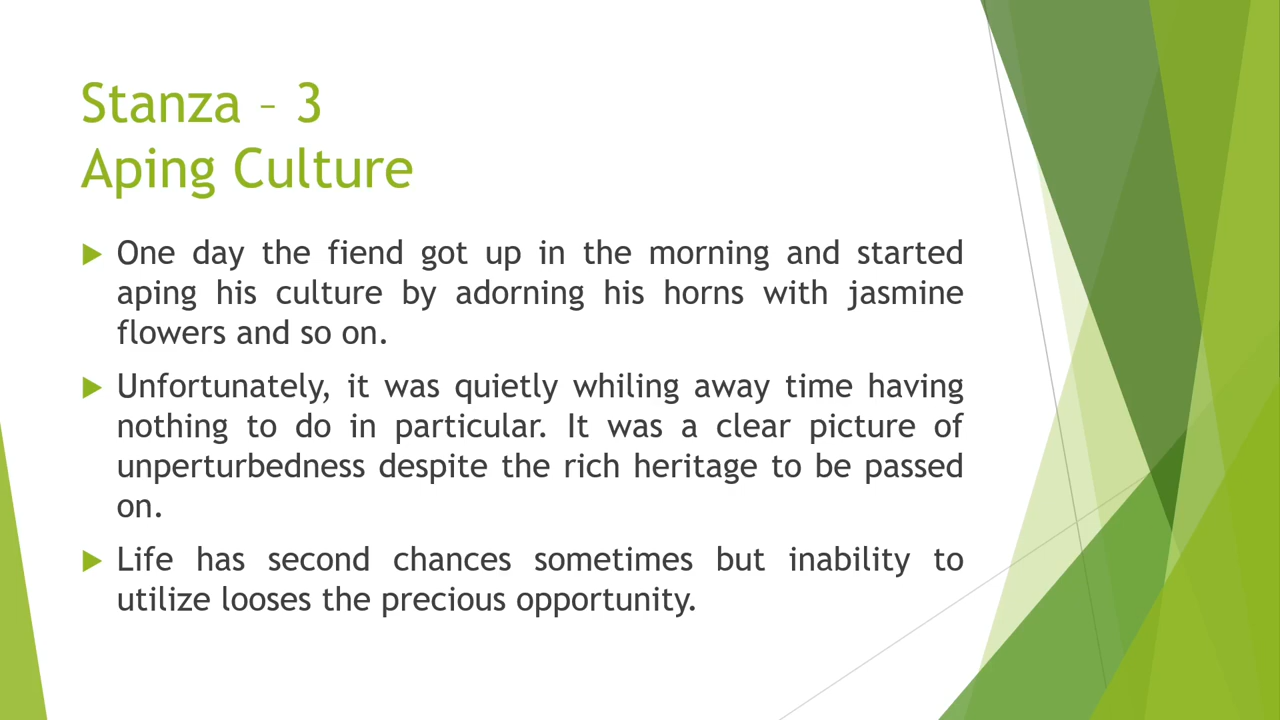 Stanza – 3
Aping Culture
One day the fiend got up in the morning and started
aping his culture by adorning his horns with jasmine
flowers and so on.
Unfortunately, it was quietly whiling away time having
nothing to do in particular. It was a clear picture of
unperturbedness despite the rich heritage to be passed
on.
Life has second chances sometimes but inability to
utilize looses the precious opportunity.